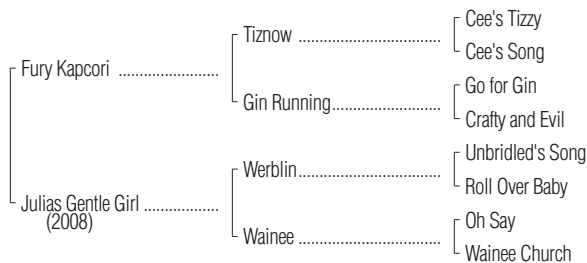 Cee's Tizzy
Tiznow ..................................
Cee's Song
Fury Kapcori .........................
Go for Gin
Gin Running.........................
Crafty and Evil
Unbridled's Song
Werblin..................................
Roll Over Baby
Julias Gentle Girl ..................
(2008)
Oh Say
Wainee ..................................
Wainee Church